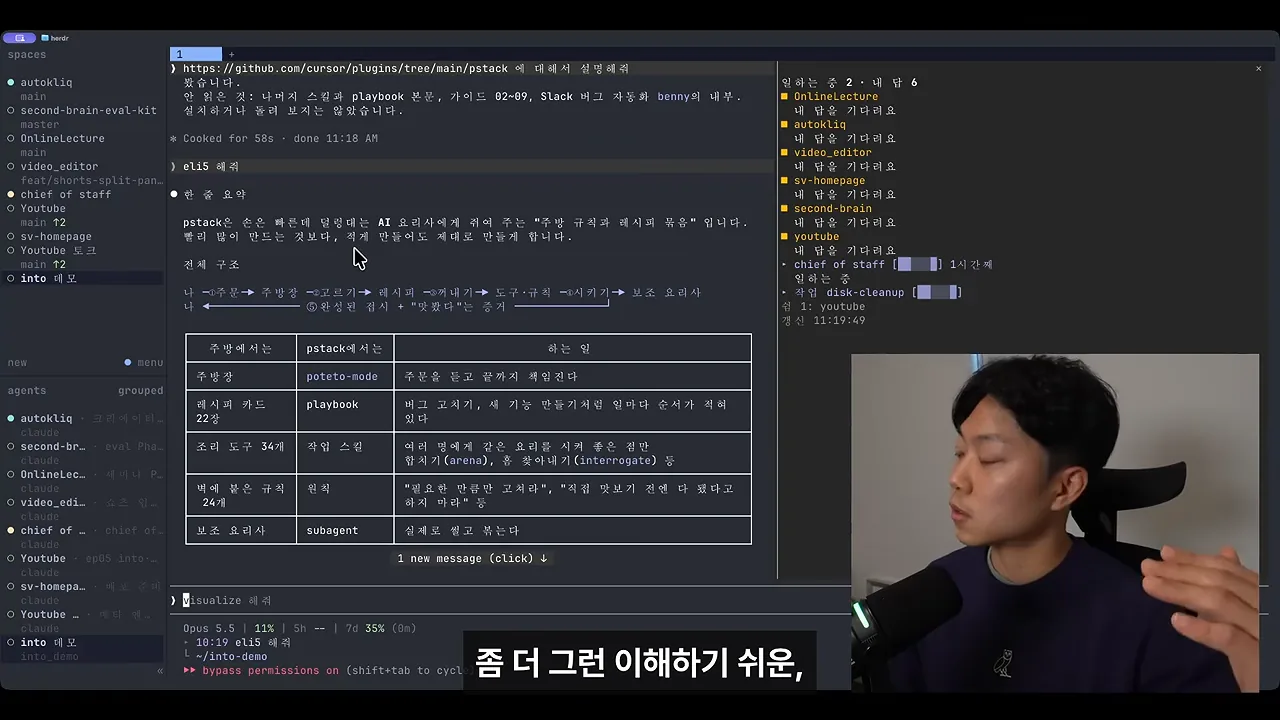 herdr
spaces
autokliq
main
second-brain-eval-kit
master
OnlineLecture
main
video_editor
feat/shorts-split-pan…
chief of staff
Youtube
main ↑2
sv-homepage
Youtube 토크
main ↑2
into 데모
new
menu
agents grouped
autokliq · 크리에이티…
claude
second-br… · eval Pha…
claude
OnlineLec… · 세미나 P…
claude
video_edi… · 쇼츠 임…
claude
chief of … · chief of…
claude
Youtube · ep05 into-…
claude
sv-homepa…
claude
Youtube …
claude
into 데모
into_demo
«
1 +
❯ https://github.com/cursor/plugins/tree/main/pstack 에 대해서 설명해줘
봤습니다.
안 읽은 것: 나머지 스킬과 playbook 본문, 가이드 02~09, Slack 버그 자동화 benny의 내부.
설치하거나 돌려 보지는 않았습니다.
✻ Cooked for 58s · done 11:18 AM
❯ eli5 해줘
● 한 줄 요약
pstack은 손은 빠른데 덜렁대는 AI 요리사에게 쥐여 주는 "주방 규칙과 레시피 묶음" 입니다.
빨리 많이 만드는 것보다, 적게 만들어도 제대로 만들게 합니다.
전체 구조
나 —①주문→ 주방장 —②고르기→ 레시피 —③꺼내기→ 도구·규칙 —④시키기→ 보조 요리사
나 ← ⑤완성된 접시 + "맛봤다"는 증거
주방에서는 pstack에서는 하는 일
주방장 poteto-mode 주문을 듣고 끝까지 책임진다
레시피 카드 22장 playbook 버그 고치기, 새 기능 만들기처럼 일마다 순서가 적혀 있다
조리 도구 34개 작업 스킬 여러 명에게 같은 요리를 시켜 좋은 점만 합치기(arena), 흠 찾아내기(interrogate) 등
벽에 붙은 규칙 24개 원칙 "필요한 만큼만 고쳐라", "직접 맛보기 전엔 다 됐다고 하지 마라" 등
보조 요리사 subagent 실제로 썰고 볶는다
1 new message (click) ↓
❯ visualize 해줘
Opus 5.5 | 11% | 5h -- | 7d 35% (0m)
▸ 10:19 eli5 해줘
└ ~/into-demo
▸▸ bypass permissions on (shift+tab to cycle
일하는 중 2 · 내 답 6
OnlineLecture
내 답을 기다려요
autokliq
내 답을 기다려요
video_editor
내 답을 기다려요
sv-homepage
내 답을 기다려요
second-brain
내 답을 기다려요
youtube
내 답을 기다려요
▸ chief of staff [ ] 1시간째
일하는 중
▸ 작업 disk-cleanup [ ]
쉼 1: youtube
갱신 11:19:49
×
좀 더 그런 이해하기 쉬운,